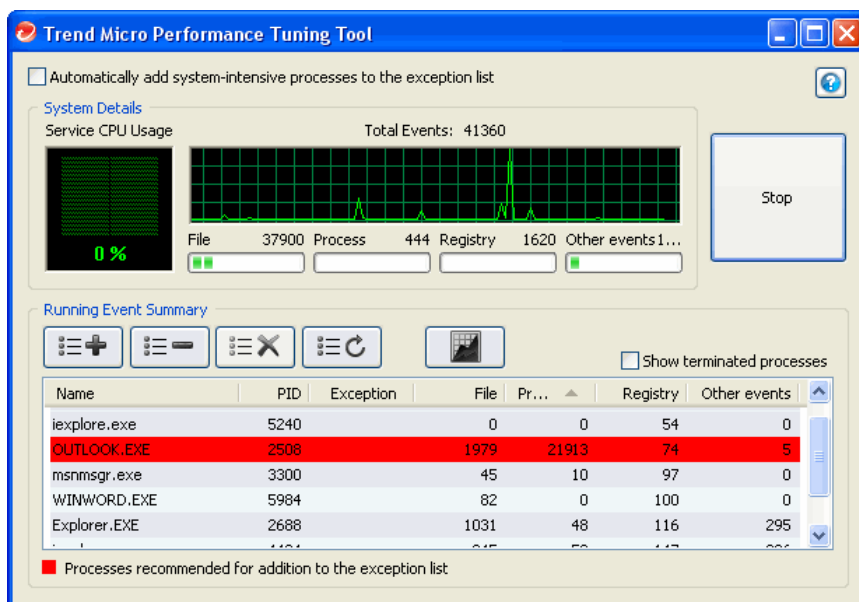 Trend Micro Performance Tuning Tool
Automatically add system-intensive processes to the exception list
System Details
Service CPU Usage Total Events: 41360
Stop
0 %
File 37900 Process 444 Registry 1620 Other events1...
Running Event Summary
Show terminated processes
Name PID Exception File Pr... Registry Other events
iexplore.exe 5240 0 0 54 0
OUTLOOK.EXE 2508 1979 21913 74 5
msnmsgr.exe 3300 45 10 97 0
WINWORD.EXE 5984 82 0 100 0
Explorer.EXE 2688 1031 48 116 295
Processes recommended for addition to the exception list